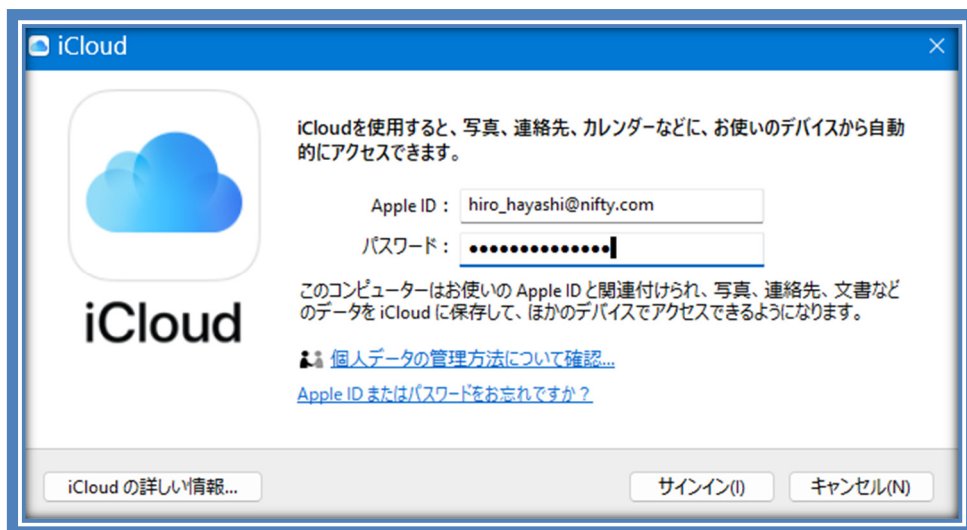 iCloud
iCloudを使用すると、写真、連絡先、カレンダーなどに、お使いのデバイスから自動
的にアクセスできます。
Apple ID： hiro_hayashi@nifty.com
パスワード： ••••••••••••••
このコンピューターはお使いの Apple ID と関連付けられ、写真、連絡先、文書など
のデータを iCloud に保存して、ほかのデバイスでアクセスできるようになります。
iCloud
個人データの管理方法について確認...
Apple ID またはパスワードをお忘れですか？
iCloud の詳しい情報... サインイン(I) キャンセル(N)